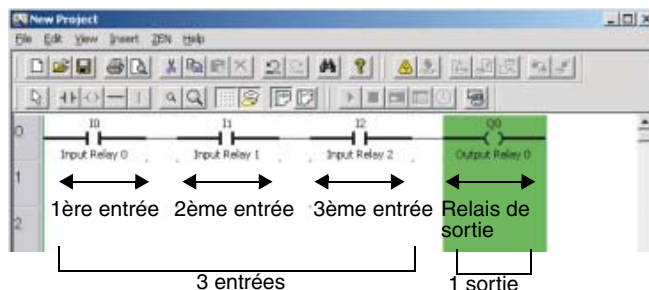 New Project
File Edit View Insert ZEN Help
0
I0
I1
I2
Q0
Input Relay 0
Input Relay 1
Input Relay 2
Output Relay 0
1
1ère entrée
2ème entrée
3ème entrée
Relais de
sortie
2
3 entrées
1 sortie